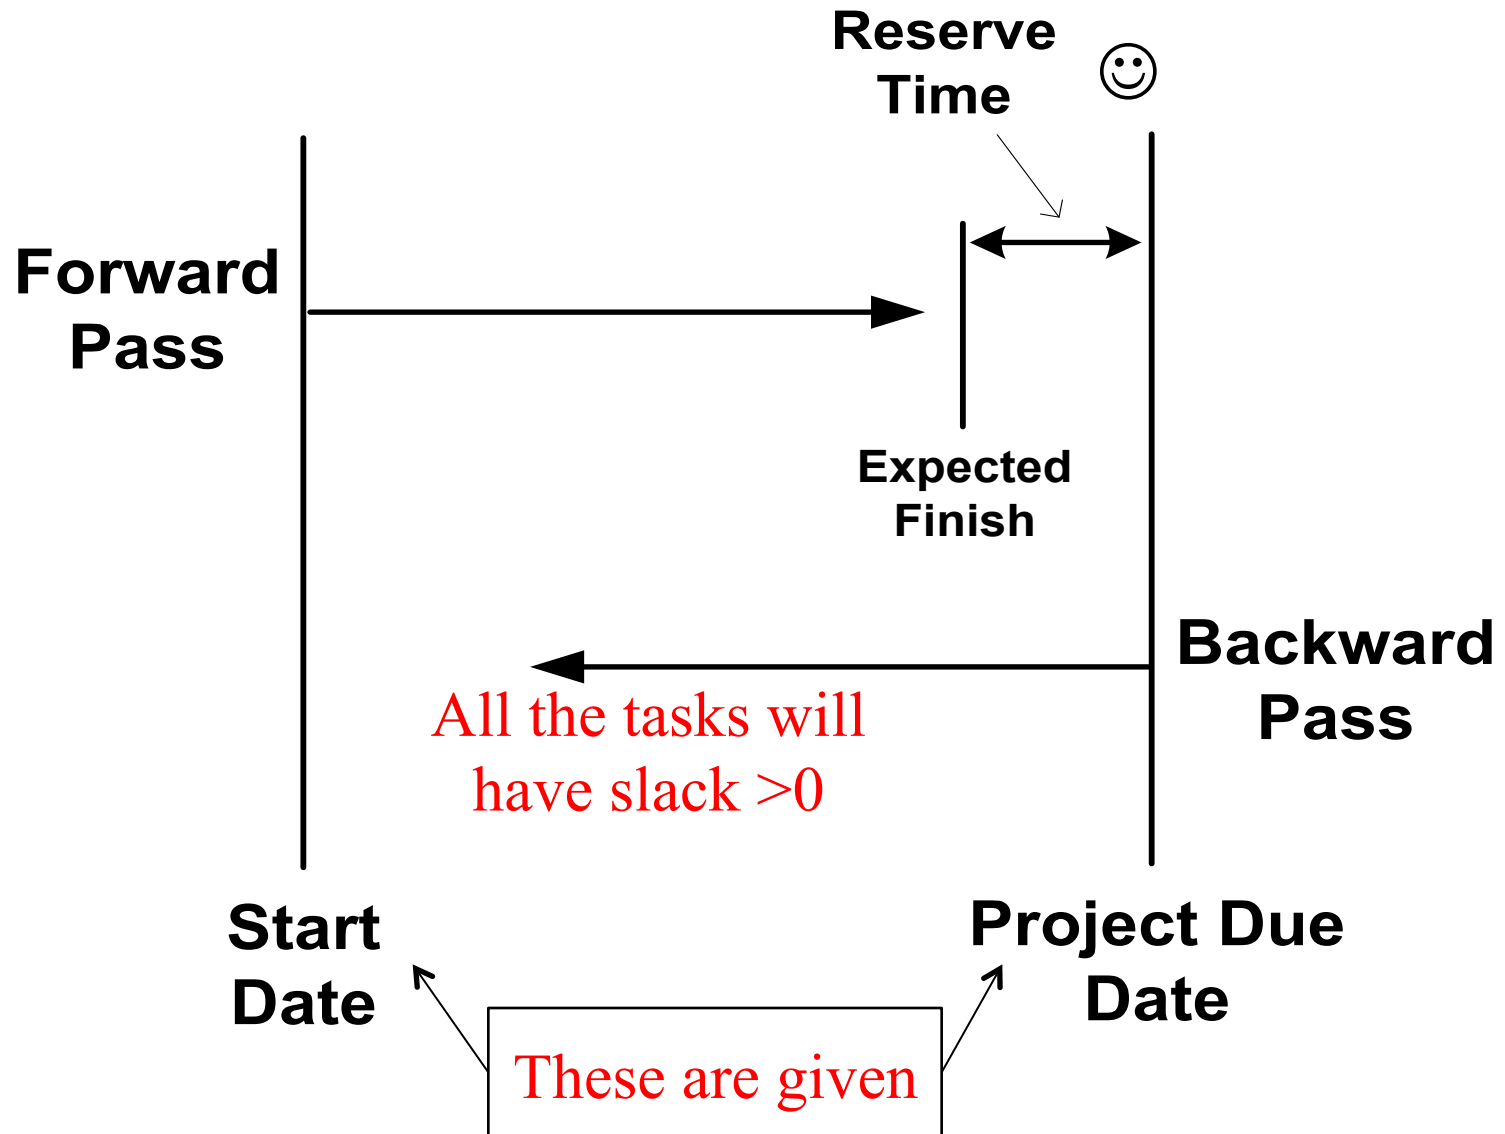 Reserve
Time
Forward
Pass
Expected
Finish
Backward
Pass
All the tasks will
have slack >0
Start
Date
Project Due
Date
These are given